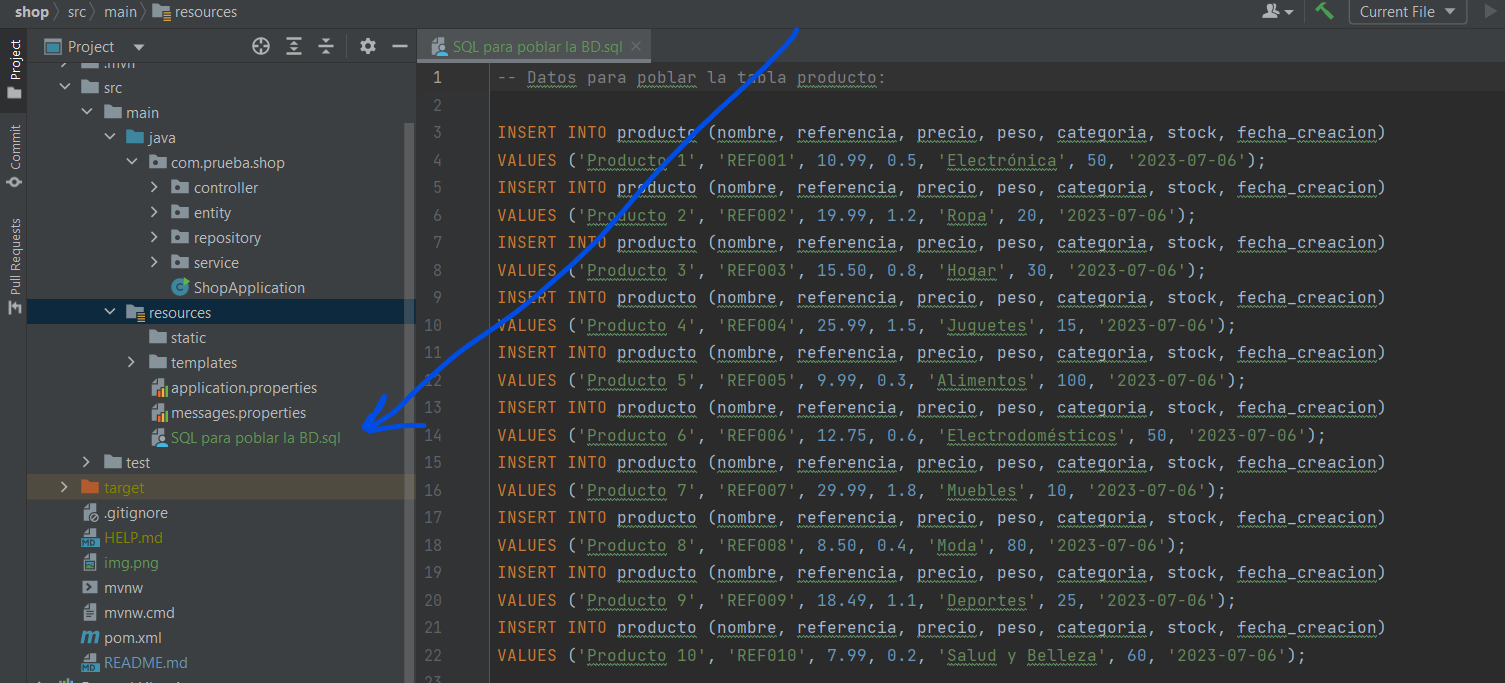 shop src main resources
Current File
Project
SQL para poblar la BD.sql
Project
Commit
Pull Requests
.mvn
src
main
java
com.prueba.shop
controller
entity
repository
service
ShopApplication
resources
static
templates
application.properties
messages.properties
SQL para poblar la BD.sql
test
target
.gitignore
HELP.md
img.png
mvnw
mvnw.cmd
pom.xml
README.md
1 -- Datos para poblar la tabla producto:
2
3 INSERT INTO producto (nombre, referencia, precio, peso, categoria, stock, fecha_creacion)
4 VALUES ('Producto 1', 'REF001', 10.99, 0.5, 'Electrónica', 50, '2023-07-06');
5 INSERT INTO producto (nombre, referencia, precio, peso, categoria, stock, fecha_creacion)
6 VALUES ('Producto 2', 'REF002', 19.99, 1.2, 'Ropa', 20, '2023-07-06');
7 INSERT INTO producto (nombre, referencia, precio, peso, categoria, stock, fecha_creacion)
8 VALUES ('Producto 3', 'REF003', 15.50, 0.8, 'Hogar', 30, '2023-07-06');
9 INSERT INTO producto (nombre, referencia, precio, peso, categoria, stock, fecha_creacion)
10 VALUES ('Producto 4', 'REF004', 25.99, 1.5, 'Juguetes', 15, '2023-07-06');
11 INSERT INTO producto (nombre, referencia, precio, peso, categoria, stock, fecha_creacion)
12 VALUES ('Producto 5', 'REF005', 9.99, 0.3, 'Alimentos', 100, '2023-07-06');
13 INSERT INTO producto (nombre, referencia, precio, peso, categoria, stock, fecha_creacion)
14 VALUES ('Producto 6', 'REF006', 12.75, 0.6, 'Electrodomésticos', 50, '2023-07-06');
15 INSERT INTO producto (nombre, referencia, precio, peso, categoria, stock, fecha_creacion)
16 VALUES ('Producto 7', 'REF007', 29.99, 1.8, 'Muebles', 10, '2023-07-06');
17 INSERT INTO producto (nombre, referencia, precio, peso, categoria, stock, fecha_creacion)
18 VALUES ('Producto 8', 'REF008', 8.50, 0.4, 'Moda', 80, '2023-07-06');
19 INSERT INTO producto (nombre, referencia, precio, peso, categoria, stock, fecha_creacion)
20 VALUES ('Producto 9', 'REF009', 18.49, 1.1, 'Deportes', 25, '2023-07-06');
21 INSERT INTO producto (nombre, referencia, precio, peso, categoria, stock, fecha_creacion)
22 VALUES ('Producto 10', 'REF010', 7.99, 0.2, 'Salud y Belleza', 60, '2023-07-06');
23